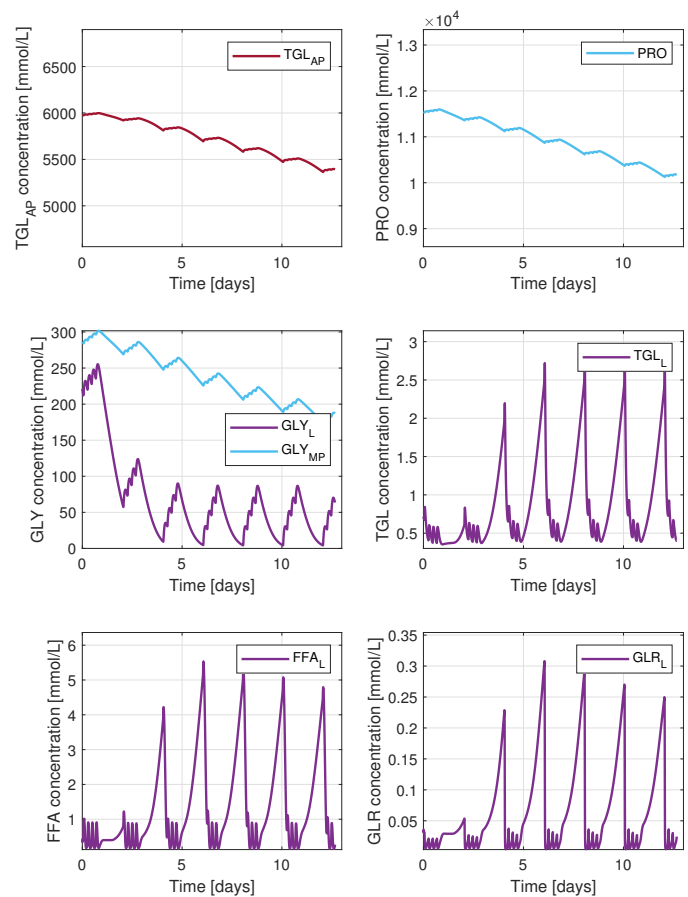 TGL_AP concentration [mmol/L]
6500
6000
5500
5000
0 5 10
Time [days]
TGL_AP
×10⁴
PRO concentration [mmol/L]
1.3
1.2
1.1
1
0.9
0 5 10
Time [days]
PRO
GLY concentration [mmol/L]
300
250
200
150
100
50
0
0 5 10
Time [days]
GLY_L
GLY_MP
TGL concentration [mmol/L]
3
2.5
2
1.5
1
0.5
0 5 10
Time [days]
TGL_L
FFA concentration [mmol/L]
6
5
4
3
2
1
0 5 10
Time [days]
FFA_L
GLR concentration [mmol/L]
0.35
0.3
0.25
0.2
0.15
0.1
0.05
0 5 10
Time [days]
GLR_L